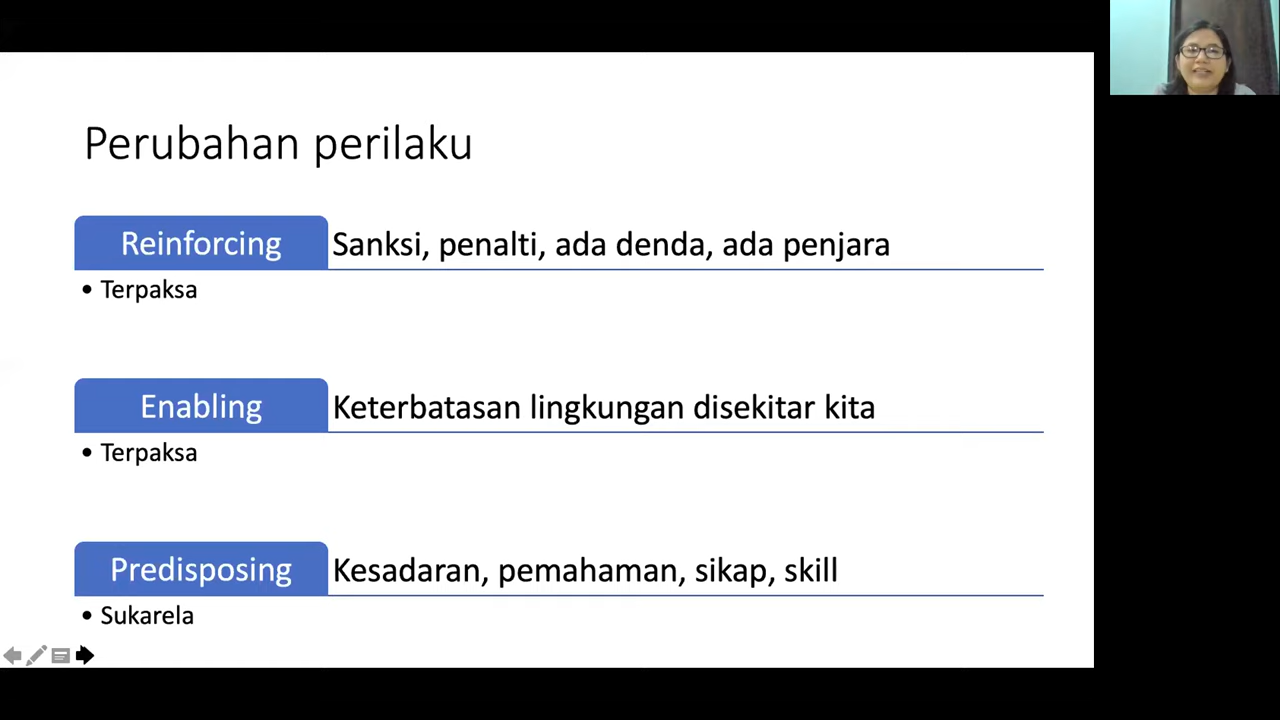 Perubahan perilaku
Reinforcing Sanksi, penalti, ada denda, ada penjara
• Terpaksa
Enabling Keterbatasan lingkungan disekitar kita
• Terpaksa
Predisposing Kesadaran, pemahaman, sikap, skill
• Sukarela